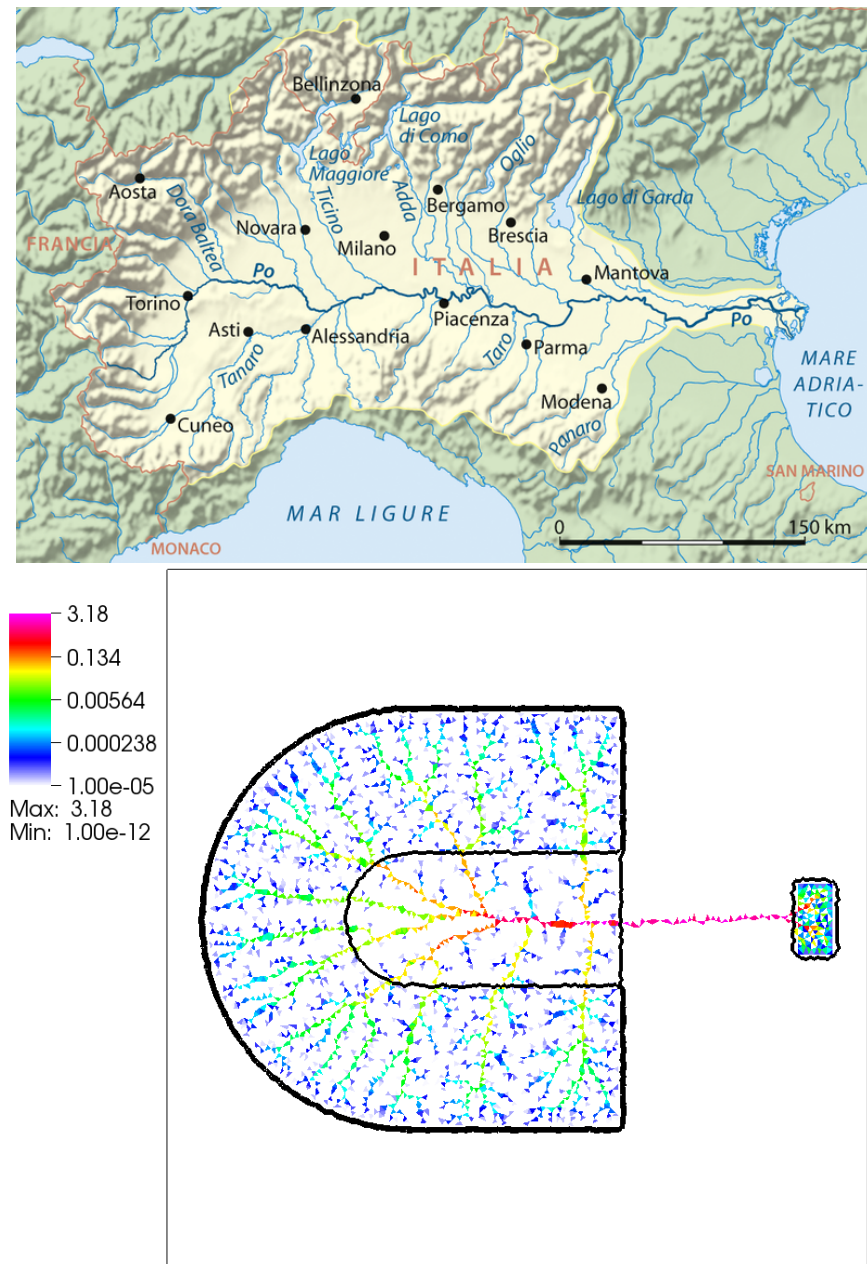 Bellinzona
Lago
di Como
Oglio
Lago
Maggiore
Aosta
Dora Baltea
Ticino
Adda
Bergamo
Lago di Garda
Novara
Milano
Brescia
FRANCIA
ITALIA
Mantova
Po
Torino
Piacenza
Po
Asti
Alessandria
Taro
Parma
Tanaro
MARE
ADRIA-
TICO
Modena
Cuneo
Panaro
SAN MARINO
MAR LIGURE
0
150 km
MONACO
3.18
0.134
0.00564
0.000238
1.00e-05
Max: 3.18
Min: 1.00e-12